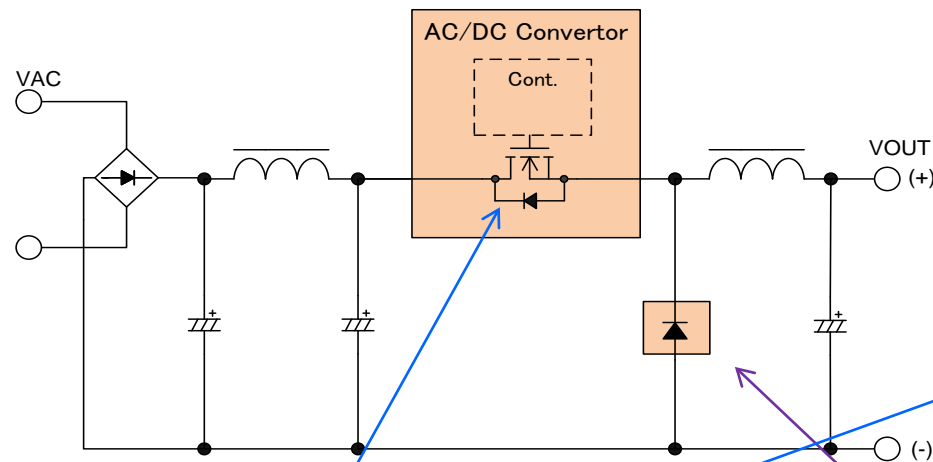 AC/DC Convertor
VAC
Cont.
VOUT
(+)
+
+
+
(-)